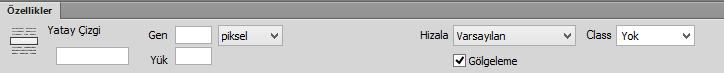 Özellikler
Yatay Çizgi
Gen piksel Hizala Varsayılan Class Yok
Yük Gölgeleme